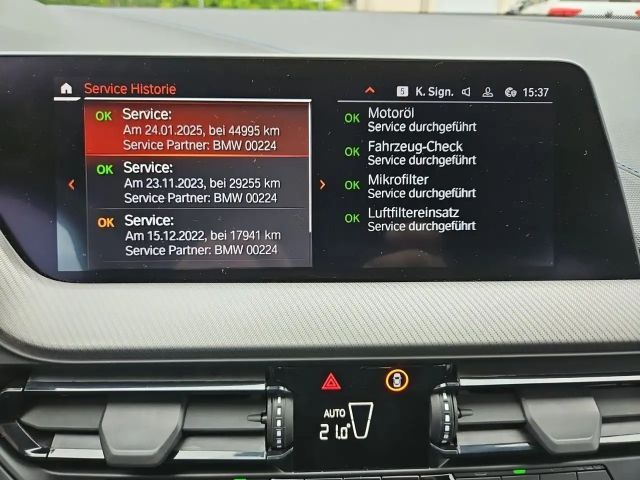 Service Historie
5 K. Sign. 15:37
OK Service:
Am 24.01.2025, bei 44995 km
Service Partner: BMW 00224
OK Service:
Am 23.11.2023, bei 29255 km
Service Partner: BMW 00224
OK Service:
Am 15.12.2022, bei 17941 km
Service Partner: BMW 00224
OK Motoröl
Service durchgeführt
OK Fahrzeug-Check
Service durchgeführt
OK Mikrofilter
Service durchgeführt
OK Luftfiltereinsatz
Service durchgeführt
AUTO
21.0°